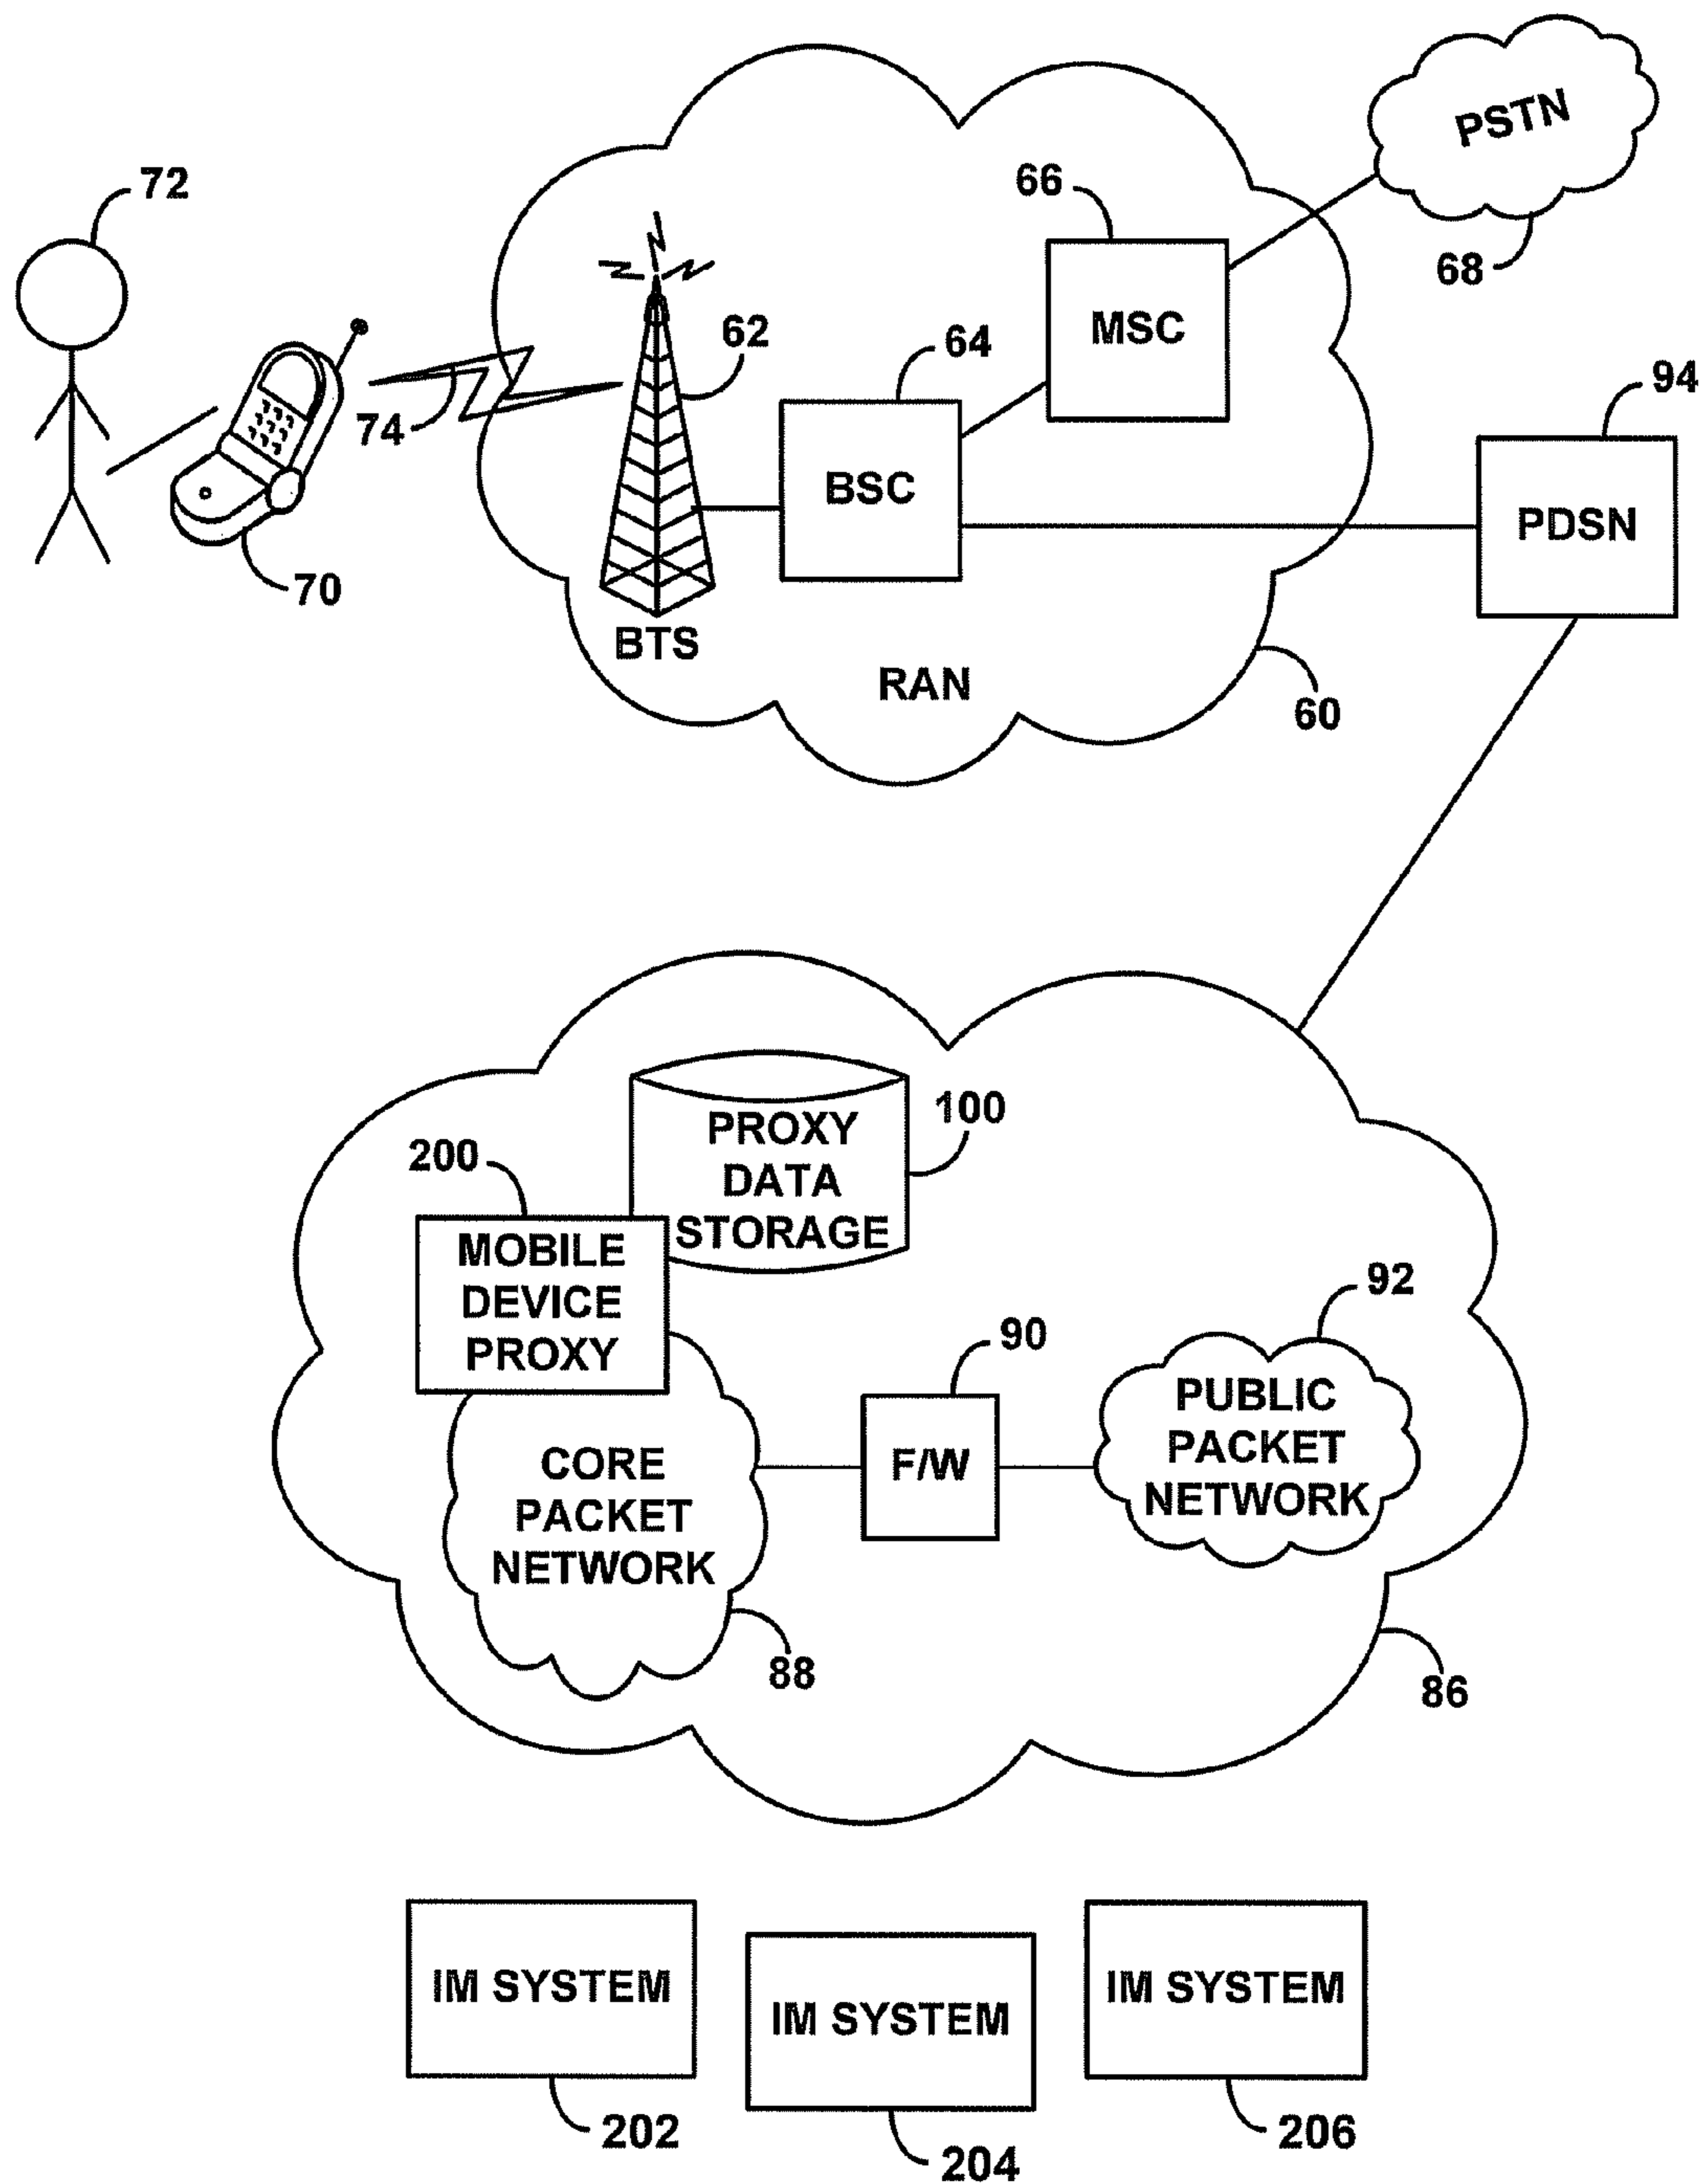 PSTN
72
66
68
MSC
62
64
94
74
BSC
PDSN
70
BTS
RAN
60
100
PROXY
DATA
STORAGE
200
MOBILE
DEVICE
PROXY
92
90
PUBLIC
PACKET
NETWORK
F/W
CORE
PACKET
NETWORK
88
86
IM SYSTEM
IM SYSTEM
IM SYSTEM
202
204
206